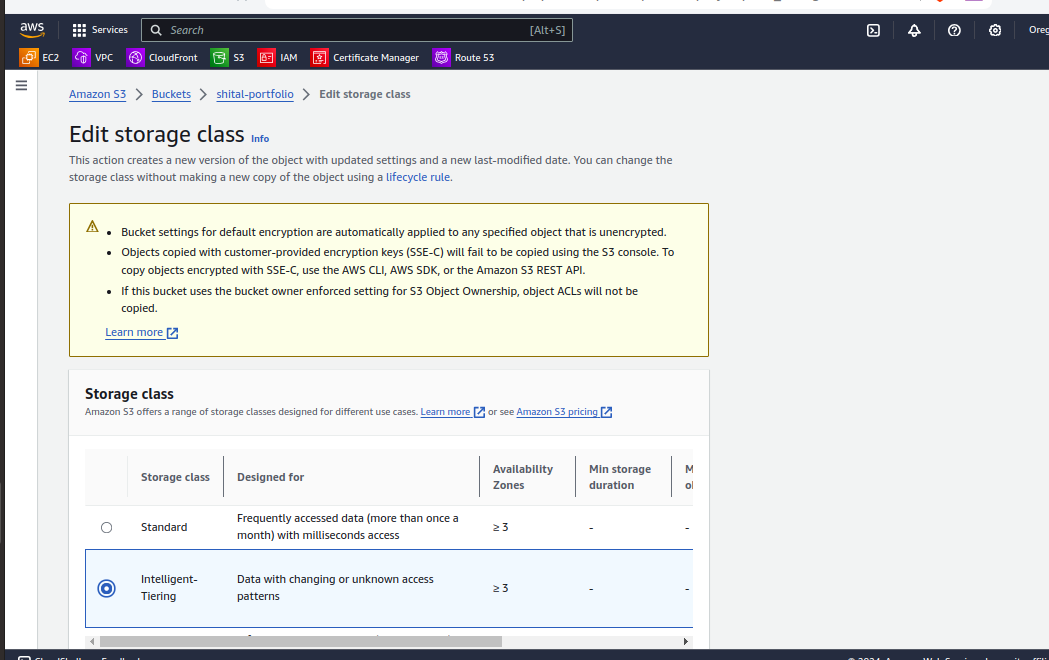 aws
Services
Search
[Alt+S]
EC2
VPC
CloudFront
S3
IAM
Certificate Manager
Route 53
Amazon S3 > Buckets > shital-portfolio > Edit storage class
Edit storage class Info
This action creates a new version of the object with updated settings and a new last-modified date. You can change the
storage class without making a new copy of the object using a lifecycle rule.
• Bucket settings for default encryption are automatically applied to any specified object that is unencrypted.
• Objects copied with customer-provided encryption keys (SSE-C) will fail to be copied using the S3 console. To
copy objects encrypted with SSE-C, use the AWS CLI, AWS SDK, or the Amazon S3 REST API.
• If this bucket uses the bucket owner enforced setting for S3 Object Ownership, object ACLs will not be
copied.
Learn more
Storage class
Amazon S3 offers a range of storage classes designed for different use cases. Learn more or see Amazon S3 pricing
Storage class
Designed for
Availability
Zones
Min storage
duration
Standard
Frequently accessed data (more than once a
month) with milliseconds access
≥ 3
-
-
Intelligent-
Tiering
Data with changing or unknown access
patterns
≥ 3
-
-